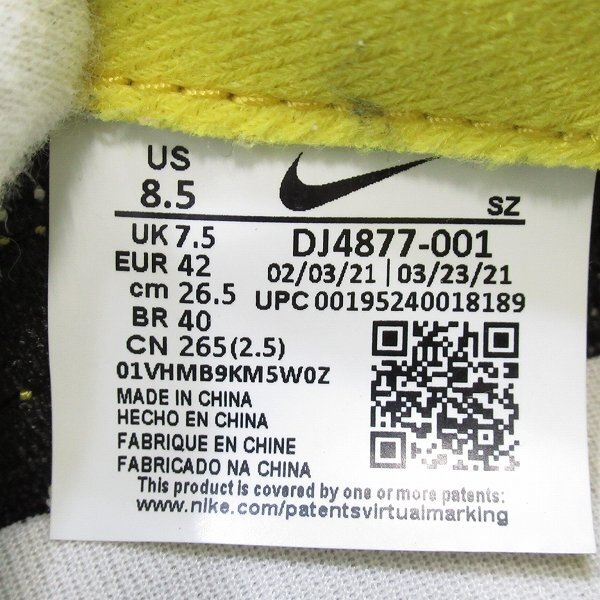 US
8.5
SZ
UK 7.5
EUR 42
cm 26.5
BR 40
CN 265(2.5)
DJ4877-001
02/03/21 | 03/23/21
UPC 00195240018189
01VHMB9KM5W0Z
MADE IN CHINA
HECHO EN CHINA
FABRIQUE EN CHINE
FABRICADO NA CHINA
This product is covered by one or more patents:
www.nike.com/patentsvirtualmarking